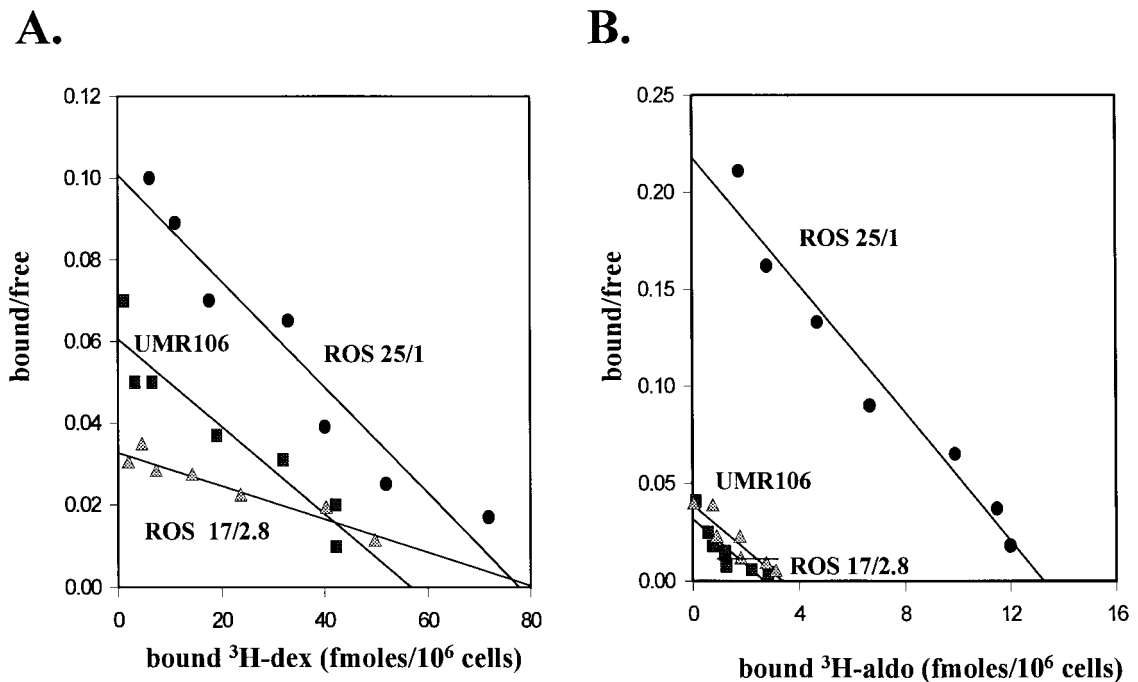 A.
0.12
0.10
0.08
0.06
0.04
0.02
0.00
bound/free
UMR106
ROS 25/1
ROS 17/2.8
0 20 40 60 80
bound ³H-dex (fmoles/10⁶ cells)
B.
0.25
0.20
0.15
0.10
0.05
0.00
bound/free
ROS 25/1
UMR106
ROS 17/2.8
0 4 8 12 16
bound ³H-aldo (fmoles/10⁶ cells)